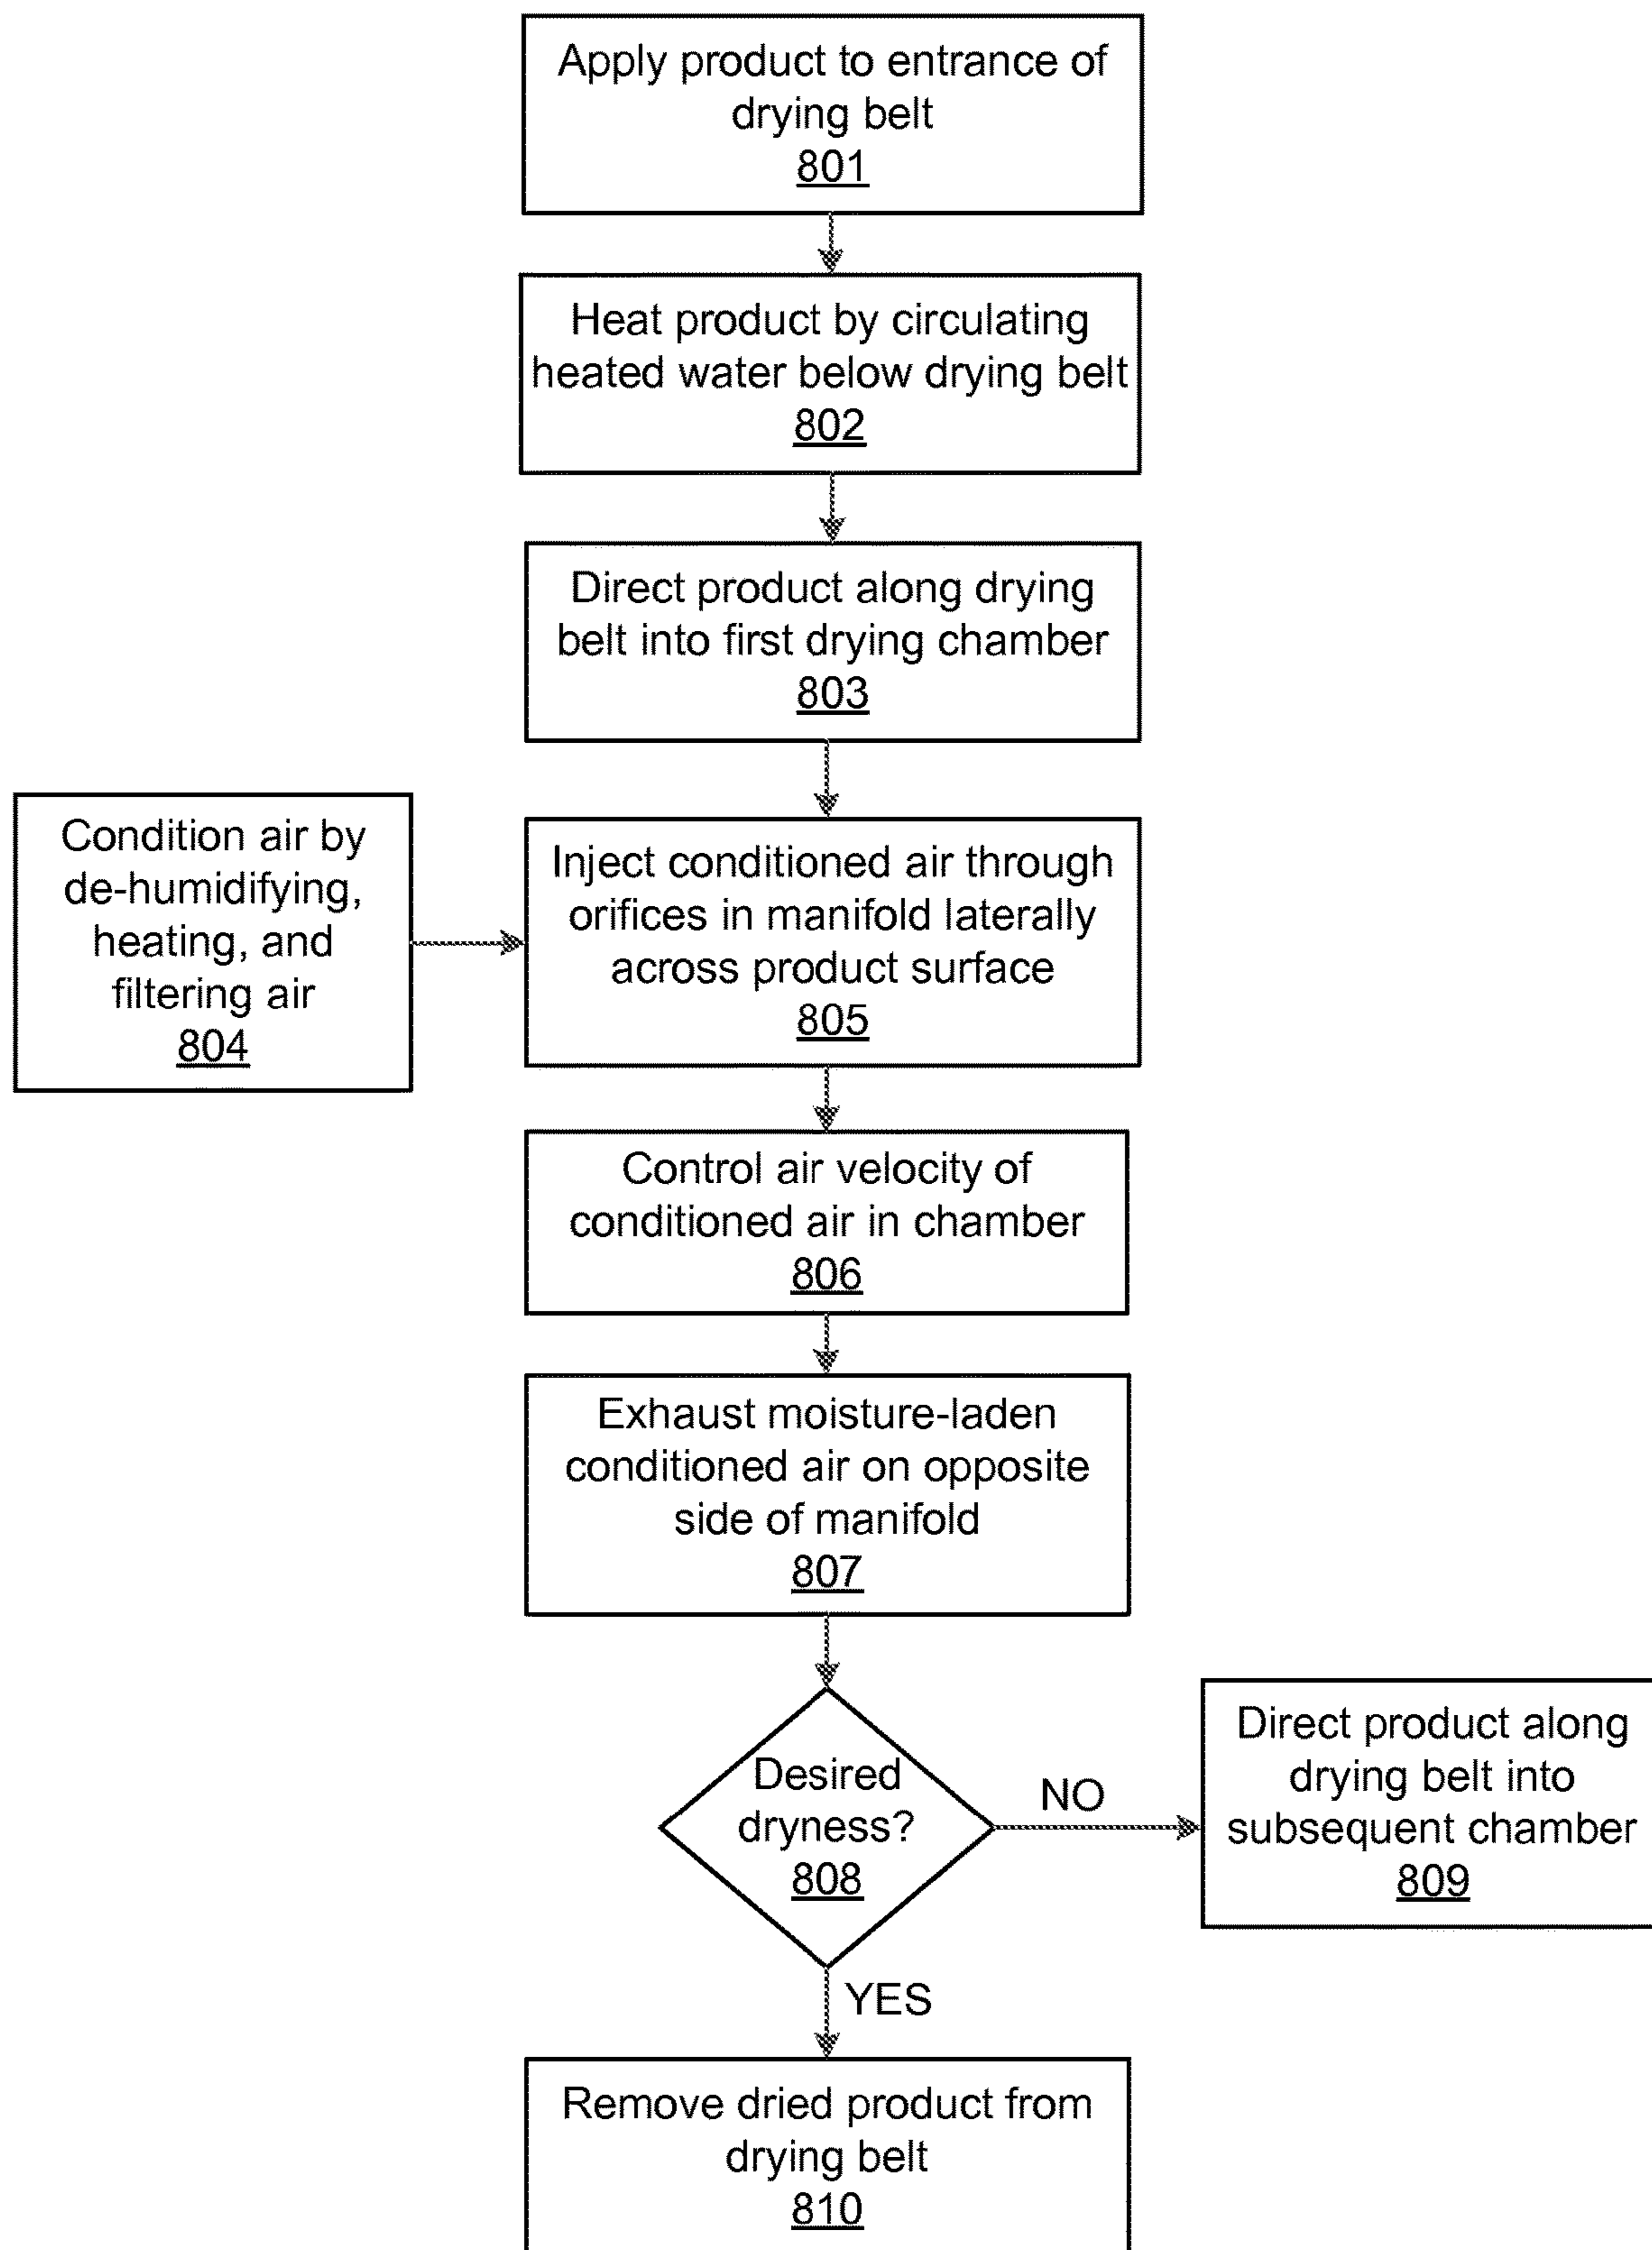 Apply product to entrance of
drying belt
801
Heat product by circulating
heated water below drying belt
802
Direct product along drying
belt into first drying chamber
803
Condition air by
de-humidifying,
heating, and
filtering air
804
Inject conditioned air through
orifices in manifold laterally
across product surface
805
Control air velocity of
conditioned air in chamber
806
Exhaust moisture-laden
conditioned air on opposite
side of manifold
807
Desired
dryness?
808
NO
Direct product along
drying belt into
subsequent chamber
809
YES
Remove dried product from
drying belt
810